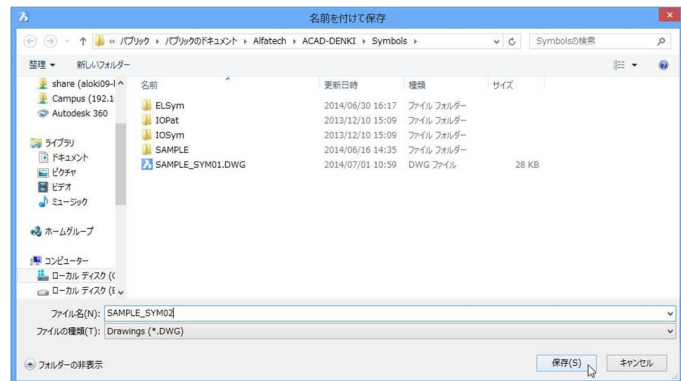 名前を付けて保存
« パブリック ▸ パブリックのドキュメント ▸ Alfatech ▸ ACAD-DENKI ▸ Symbols ▸
Symbolsの検索
整理 ▼ 新しいフォルダー
名前 更新日時 種類 サイズ
share (aloki09-l
Campus (192.1
Autodesk 360
ライブラリ
ドキュメント
ピクチャ
ビデオ
ミュージック
ホームグループ
コンピューター
ローカル ディスク (C
ローカル ディスク (E
ELSym 2014/06/30 16:17 ファイル フォルダー
IOPat 2013/12/10 15:09 ファイル フォルダー
IOSym 2013/12/10 15:09 ファイル フォルダー
SAMPLE 2014/06/16 14:35 ファイル フォルダー
SAMPLE_SYM01.DWG 2014/07/01 10:59 DWG ファイル 28 KB
ファイル名(N): SAMPLE_SYM02
ファイルの種類(T): Drawings (*.DWG)
フォルダーの非表示
保存(S)
キャンセル